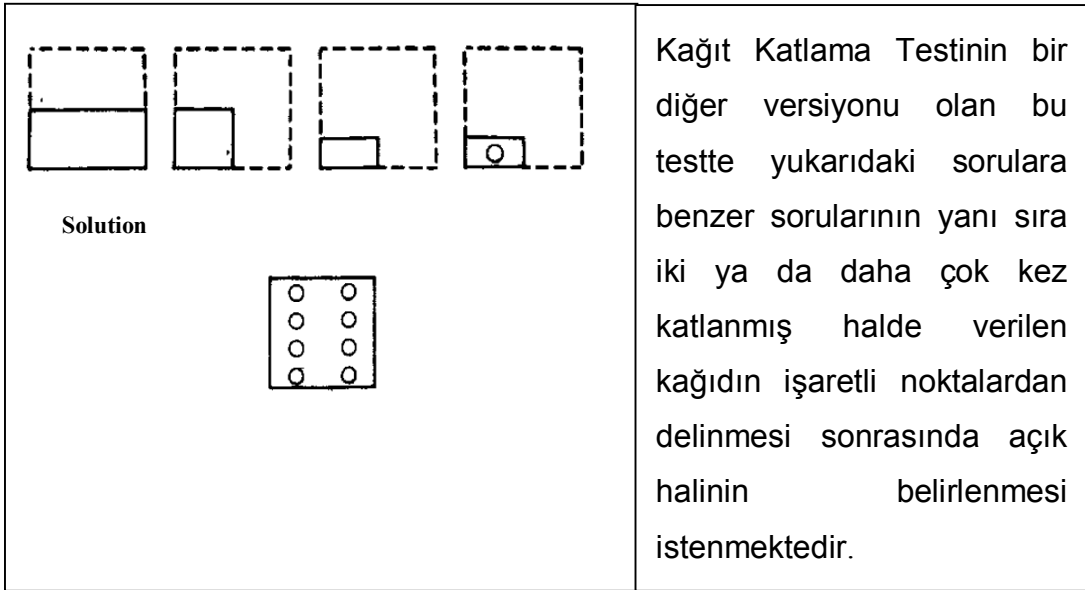 Solution
Kağıt Katlama Testinin bir
diğer versiyonu olan bu
testte yukarıdaki sorulara
benzer sorularının yanı sıra
iki ya da daha çok kez
katlanmış halde verilen
kağıdın işaretli noktalardan
delinmesi sonrasında açık
halinin belirlenmesi
istenmektedir.